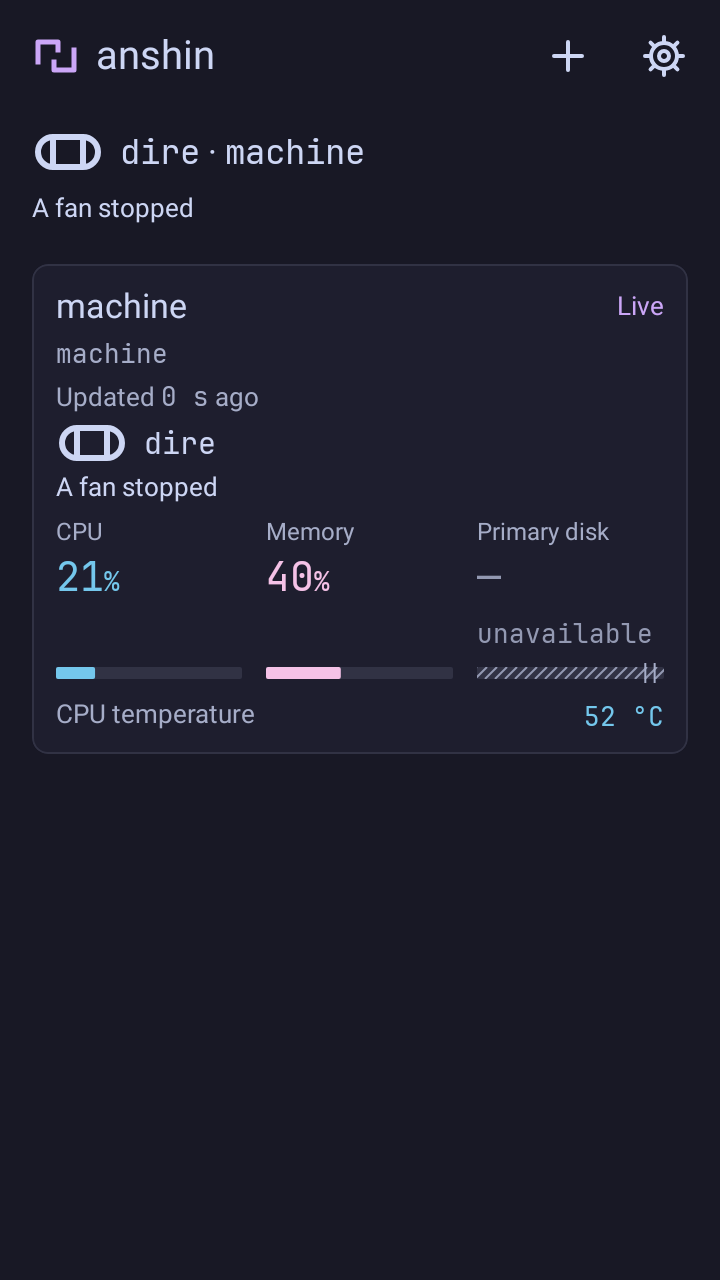 anshin
dire · machine
A fan stopped
machine
Live
machine
Updated 0 s ago
dire
A fan stopped
CPU
Memory
Primary disk
21%
40%
—
unavailable
CPU temperature
52 °C